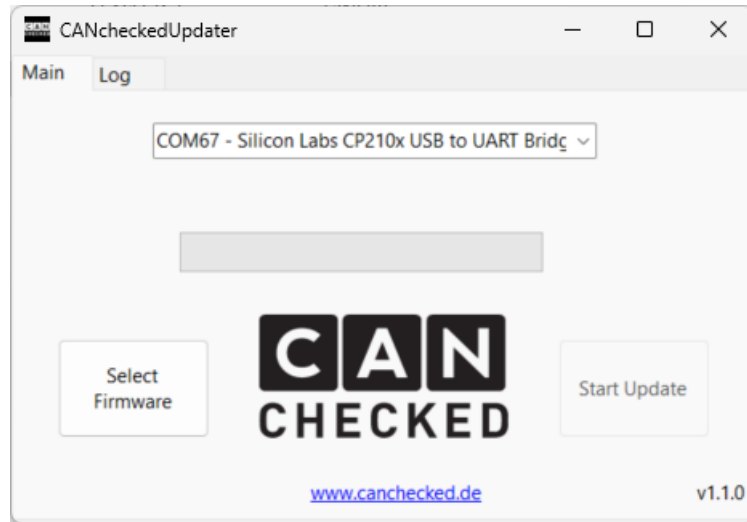 CANcheckedUpdater
Main Log
COM67 - Silicon Labs CP210x USB to UART Bridg
CAN
CHECKED
Select
Firmware
Start Update
www.canchecked.de
v1.1.0